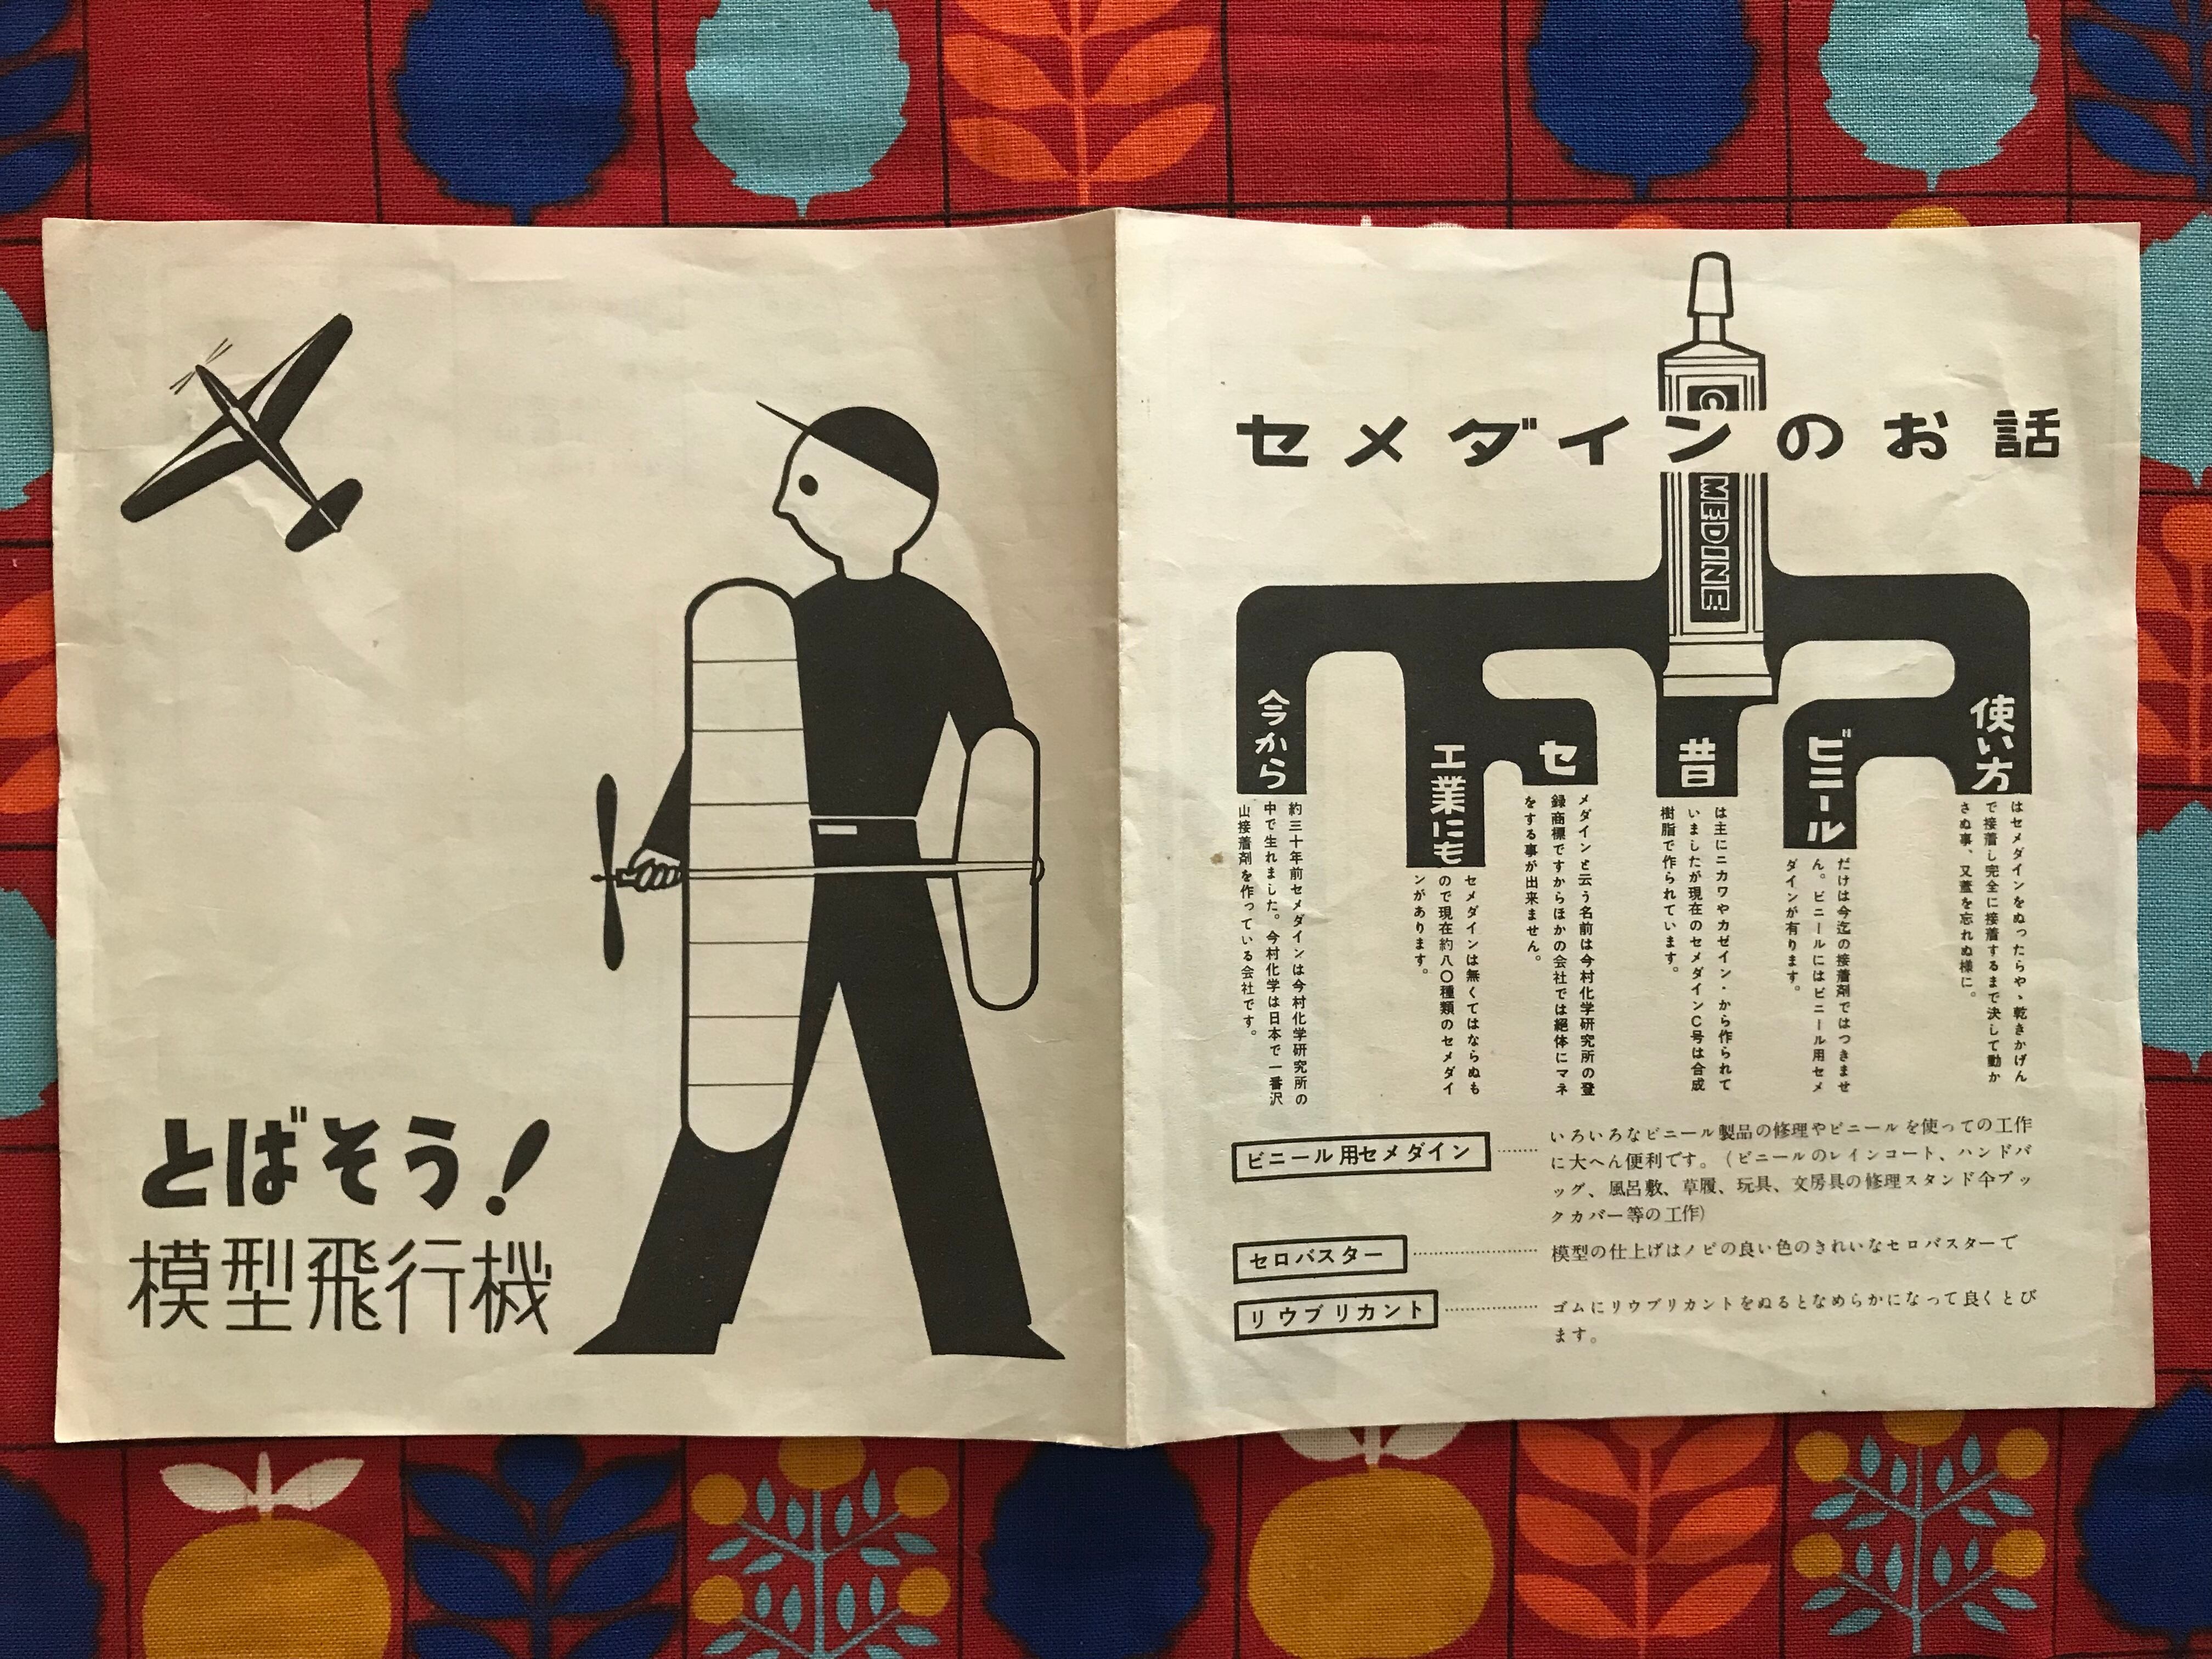 とばそう!
模型飛行機
セメダインのお話
CEMEDINE
使い方
はセメダインをぬったらやゝ乾きかげん
で接着し完全に接着するまで決して動か
さぬ事、又蓋を忘れぬ様に。
ビニール
だけは今迄の接着剤ではつきませ
ん。ビニールにはビニール用セメ
ダインが有ります。
昔
は主にニカワやカゼイン・から作られて
いましたが現在のセメダインC号は合成
樹脂で作られています。
セ
メダインと云う名前は今村化学研究所の登
録商標ですからほかの会社では絕体にマネ
をする事が出来ません。
工業にも
セメダインは無くてはならぬも
ので現在約八〇種類のセメダイ
ンがあります。
今から
約三十年前セメダインは今村化学研究所の
中で生れました。今村化学は日本で一番沢
山接着剤を作っている会社です。
ビニール用セメダイン
いろいろなビニール製品の修理やビニールを使っての工作
に大へん便利です。(ビニールのレインコート、ハンドバ
ッグ、風呂敷、草履、玩具、文房具の修理スタンド令ブッ
クカバー等の工作)
セロバスター
模型の仕上げはノビの良い色のきれいなセロバスターで
リウブリカント
ゴムにリウブリカントをぬるとなめらかになって良くとび
ます。